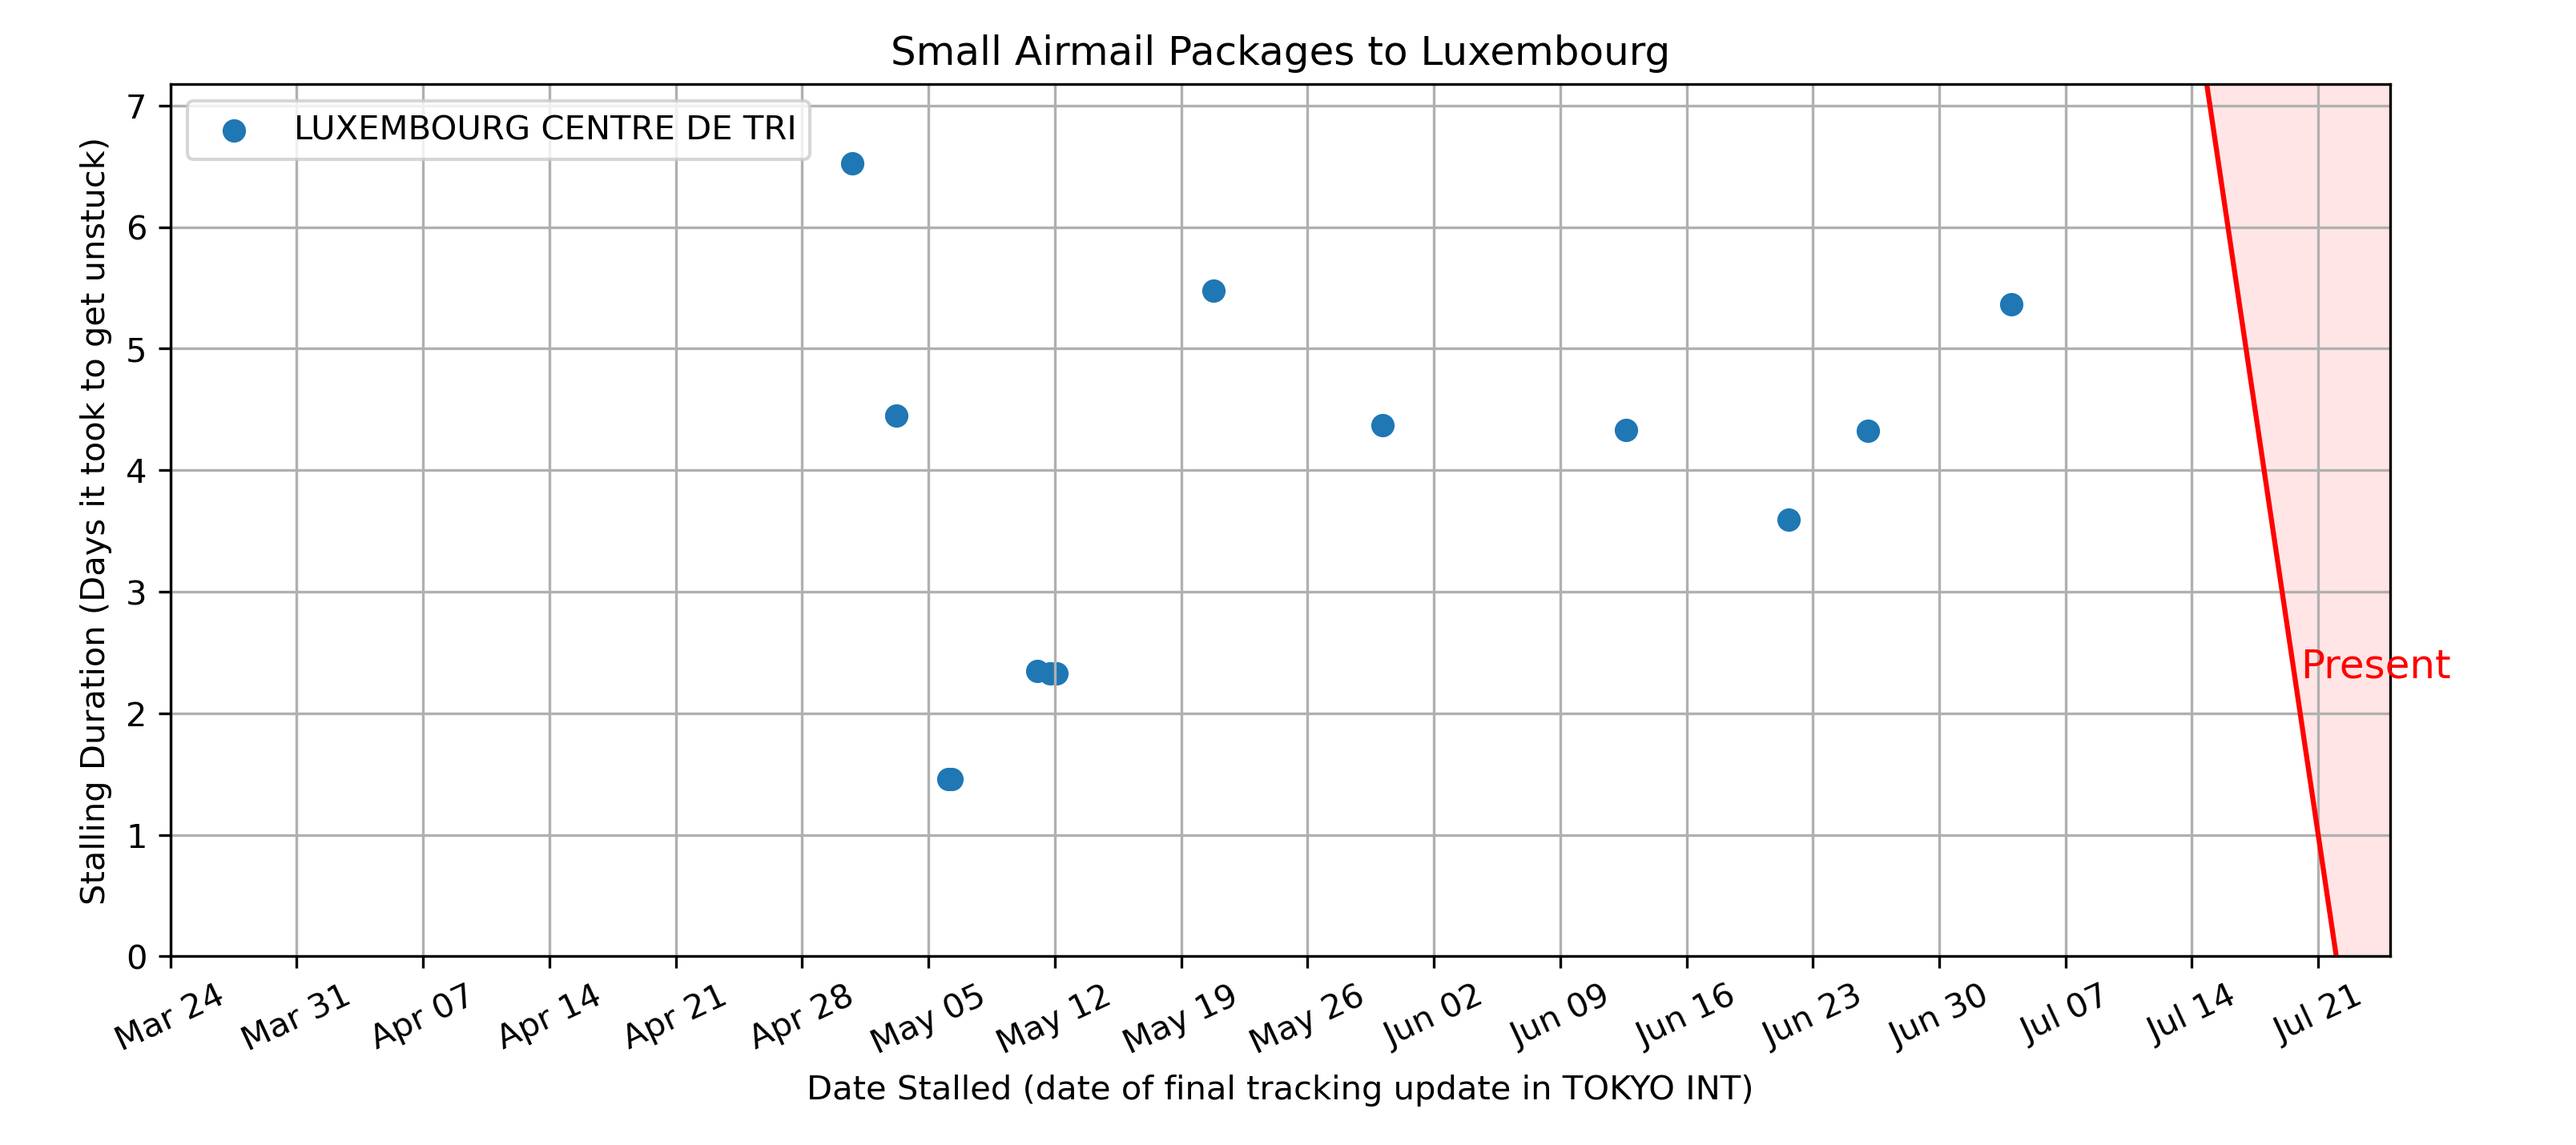 Small Airmail Packages to Luxembourg
LUXEMBOURG CENTRE DE TRI
Stalling Duration (Days it took to get unstuck)
7
6
5
4
3
2
1
0
Present
Mar 24
Mar 31
Apr 07
Apr 14
Apr 21
Apr 28
May 05
May 12
May 19
May 26
Jun 02
Jun 09
Jun 16
Jun 23
Jun 30
Jul 07
Jul 14
Jul 21
Date Stalled (date of final tracking update in TOKYO INT)